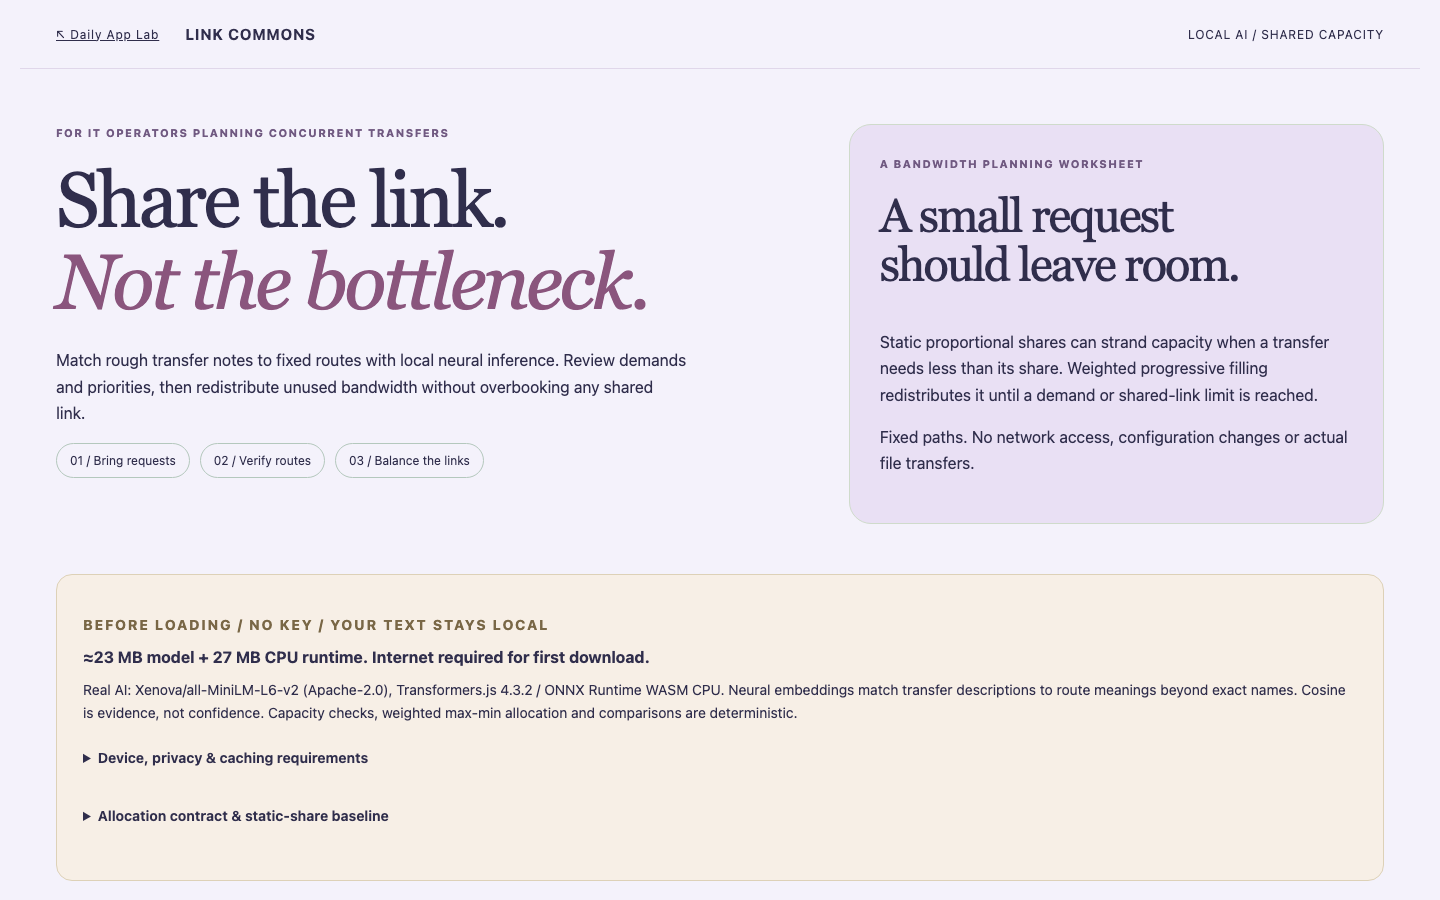 ↖ Daily App Lab
LINK COMMONS
LOCAL AI / SHARED CAPACITY
FOR IT OPERATORS PLANNING CONCURRENT TRANSFERS
Share the link.
Not the bottleneck.
Match rough transfer notes to fixed routes with local neural inference. Review demands
and priorities, then redistribute unused bandwidth without overbooking any shared
link.
01 / Bring requests
02 / Verify routes
03 / Balance the links
A BANDWIDTH PLANNING WORKSHEET
A small request
should leave room.
Static proportional shares can strand capacity when a transfer
needs less than its share. Weighted progressive filling
redistributes it until a demand or shared-link limit is reached.
Fixed paths. No network access, configuration changes or actual
file transfers.
BEFORE LOADING / NO KEY / YOUR TEXT STAYS LOCAL
≈23 MB model + 27 MB CPU runtime. Internet required for first download.
Real AI: Xenova/all-MiniLM-L6-v2 (Apache-2.0), Transformers.js 4.3.2 / ONNX Runtime WASM CPU. Neural embeddings match transfer descriptions to route meanings beyond exact names. Cosine
is evidence, not confidence. Capacity checks, weighted max-min allocation and comparisons are deterministic.
▶ Device, privacy & caching requirements
▶ Allocation contract & static-share baseline